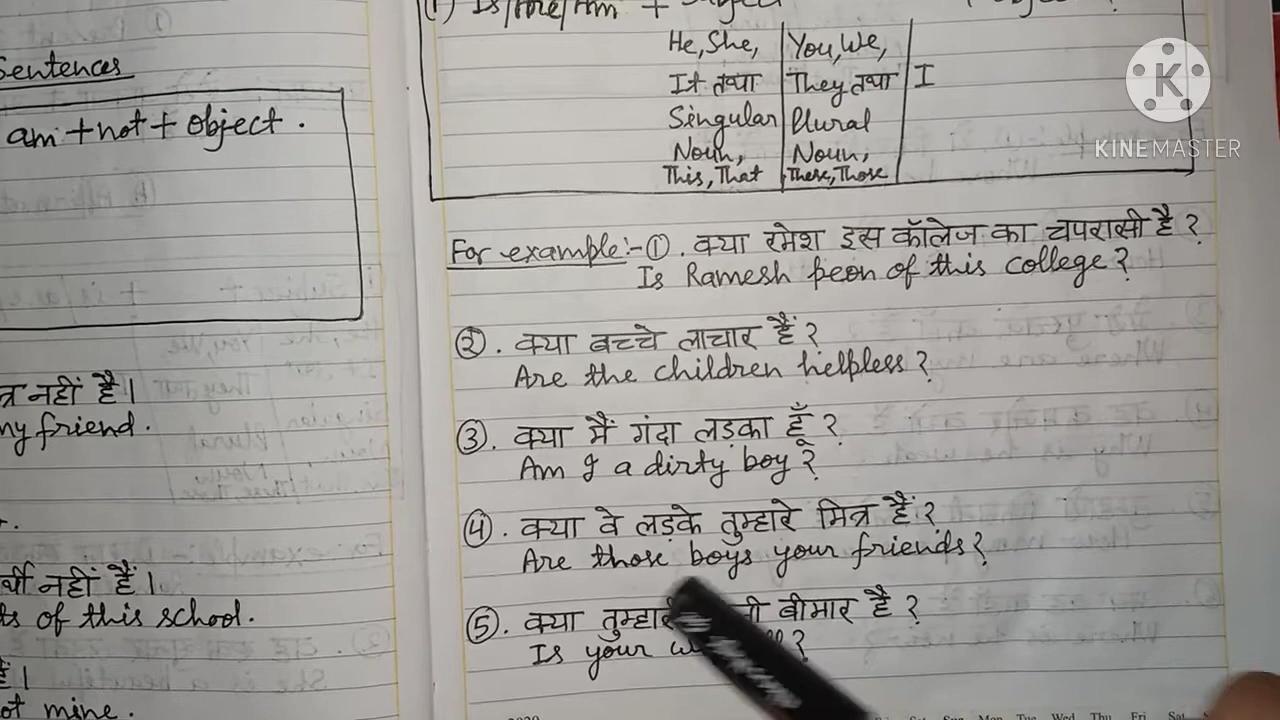 Sentences
am + not + object .
नहीं है।
my friend.
नहीं हैं।
of this school.
mine.
(1) Is/Are/Am +
He, She, | You, We,
It तथा | They तथा | I
Singular | Plural
Noun, | Noun,
This, That | These, Those
For example:- ①. क्या रमेश इस कॉलेज का चपरासी है ?
Is Ramesh peon of this college ?
②. क्या बच्चे लाचार हैं ?
Are the children helpless ?
③. क्या मैं गंदा लड़का हूँ ?
Am I a dirty boy ?
④. क्या वे लड़के तुम्हारे मित्र हैं ?
Are those boys your friends ?
⑤. क्या बीमार है ?
Is your ?
K
KINEMASTER